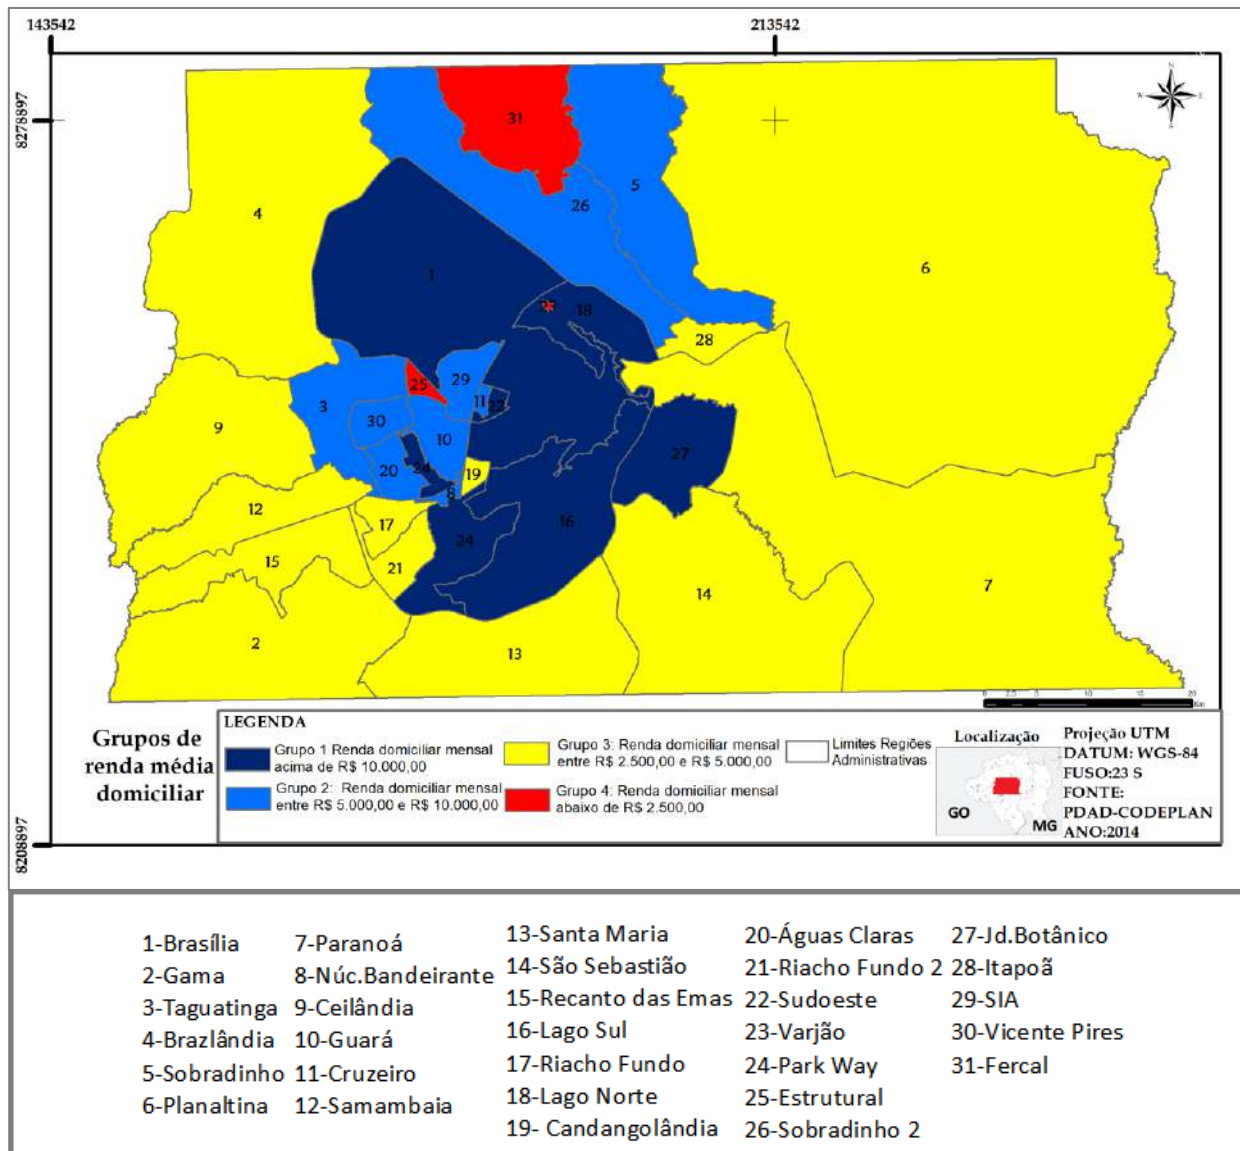 143542
213542
8278897
8208897
N
W
E
S
31
5
4
26
6
1
18
28
25
29
3
11
22
30
9
10
20
24
27
19
8
12
17
16
24
15
21
14
7
2
13
0 2,5 5 10 15 20
Km
Grupos de
renda média
domiciliar
LEGENDA
Grupo 1 Renda domiciliar mensal
acima de R$ 10.000,00
Grupo 2: Renda domiciliar mensal
entre R$ 5.000,00 e R$ 10.000,00
Grupo 3: Renda domiciliar mensal
entre R$ 2.500,00 e R$ 5.000,00
Grupo 4: Renda domiciliar mensal
abaixo de R$ 2.500,00
Limites Regiões
Administrativas
Localização
GO
MG
Projeção UTM
DATUM: WGS-84
FUSO:23 S
FONTE:
PDAD-CODEPLAN
ANO:2014
1-Brasília
2-Gama
3-Taguatinga
4-Brazlândia
5-Sobradinho
6-Planaltina
7-Paranoá
8-Núc.Bandeirante
9-Ceilândia
10-Guará
11-Cruzeiro
12-Samambaia
13-Santa Maria
14-São Sebastião
15-Recanto das Emas
16-Lago Sul
17-Riacho Fundo
18-Lago Norte
19- Candangolândia
20-Águas Claras
21-Riacho Fundo 2
22-Sudoeste
23-Varjão
24-Park Way
25-Estrutural
26-Sobradinho 2
27-Jd.Botânico
28-Itapoã
29-SIA
30-Vicente Pires
31-Fercal